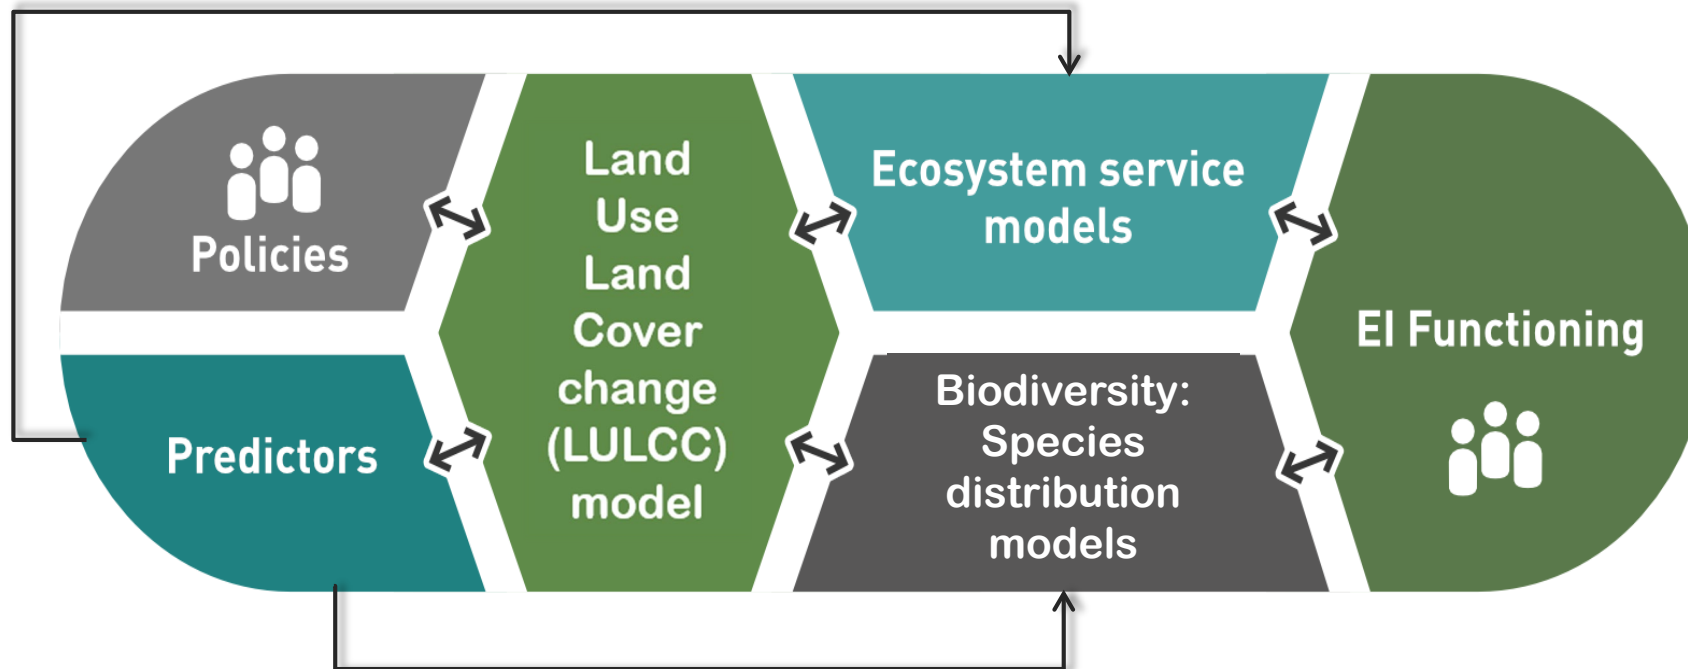 Policies
Predictors
Land
Use
Land
Cover
change
(LULCC)
model
Ecosystem service
models
Biodiversity:
Species
distribution
models
EI Functioning